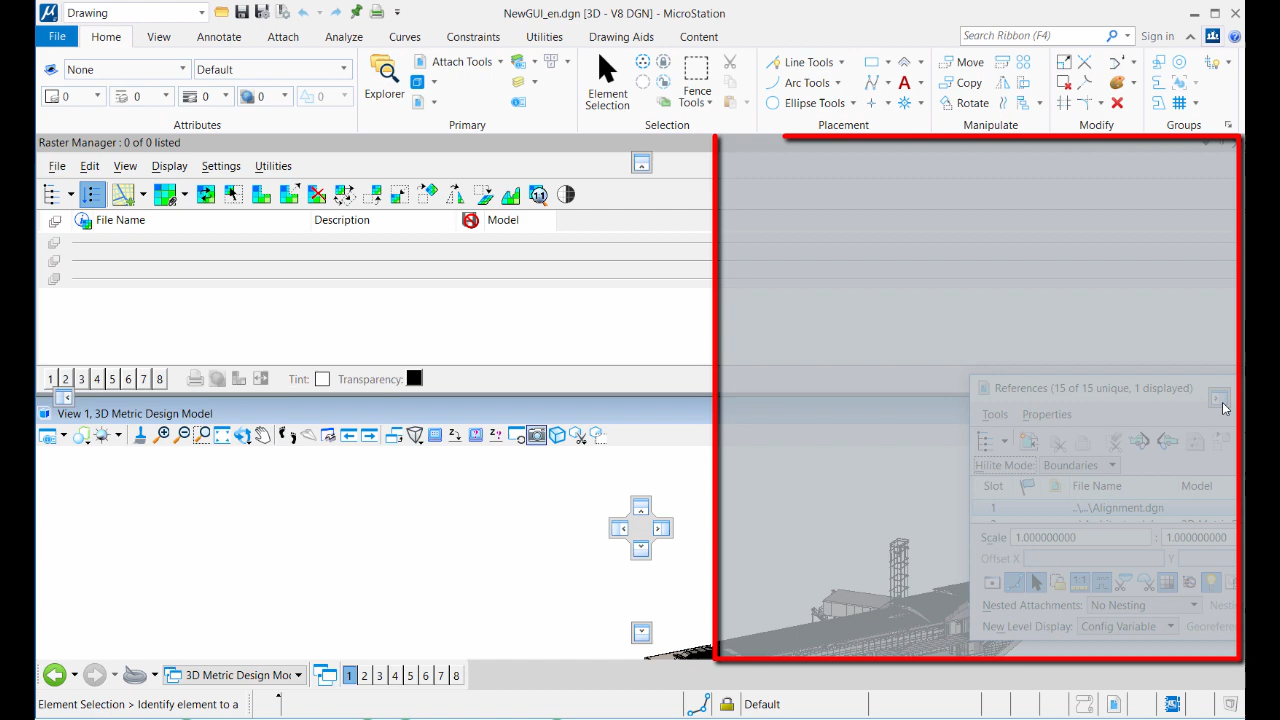 Drawing
NewGUI_en.dgn [3D - V8 DGN] - MicroStation
File Home View Annotate Attach Analyze Curves Constraints Utilities Drawing Aids Content
Search Ribbon (F4)
Sign in
None Default
0 0 0 0 0
Attributes
Explorer
Attach Tools
Primary
Element Selection
Fence Tools
Selection
Line Tools
Arc Tools
Ellipse Tools
Placement
Move
Copy
Rotate
Manipulate
Modify
Groups
Raster Manager : 0 of 0 listed
File Edit View Display Settings Utilities
File Name Description Model
1 2 3 4 5 6 7 8 Tint: Transparency:
View 1, 3D Metric Design Model
References (15 of 15 unique, 1 displayed)
Tools Properties
Hilite Mode: Boundaries
Slot File Name Model
1 ..\...\Alignment.dgn
Scale 1.000000000 : 1.000000000
Offset X Y
Nested Attachments: No Nesting
New Level Display: Config Variable
3D Metric Design Mo 1 2 3 4 5 6 7 8
Element Selection > Identify element to a
Default